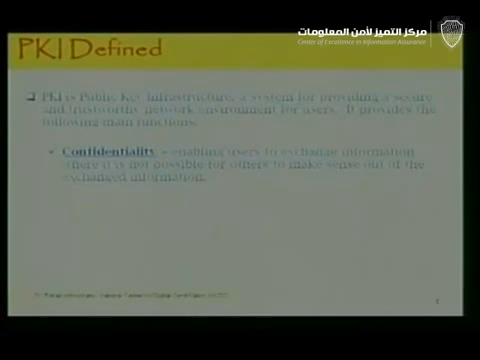 مركز التميز لأمن المعلومات
Center of Excellence in Information Assurance
PKI Defined
PKI is Public Key Infrastructure, a system for providing a secure
and trustworthy network environment for users. It provides the
following main functions:
Confidentiality – enabling users to exchange information
where it is not possible for others to make sense out of the
exchanged information.